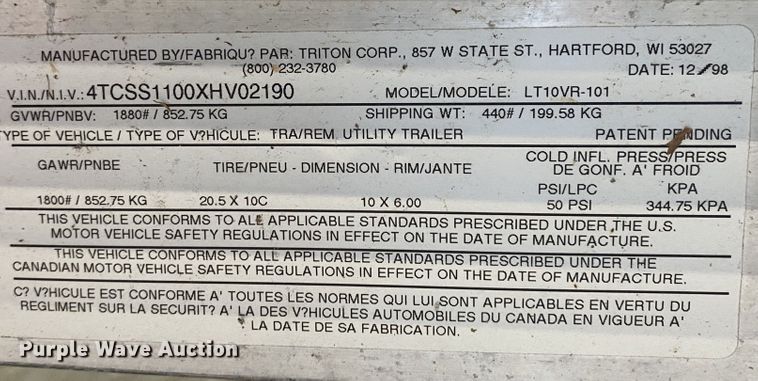 MANUFACTURED BY/FABRIQU? PAR: TRITON CORP., 857 W STATE ST., HARTFORD, WI 53027
(800) 232-3780 DATE: 12/98
V.I.N./N.I.V.: 4TCSS1100XHV02190 MODEL/MODELE: LT10VR-101
GVWR/PNBV: 1880# / 852.75 KG SHIPPING WT: 440# / 199.58 KG
TYPE OF VEHICLE / TYPE OF V?HICULE: TRA/REM. UTILITY TRAILER PATENT PENDING
GAWR/PNBE TIRE/PNEU - DIMENSION - RIM/JANTE COLD INFL. PRESS/PRESS
DE GONF. A' FROID
PSI/LPC KPA
1800# / 852.75 KG 20.5 X 10C 10 X 6.00 50 PSI 344.75 KPA
THIS VEHICLE CONFORMS TO ALL APPLICABLE STANDARDS PRESCRIBED UNDER THE U.S.
MOTOR VEHICLE SAFETY REGULATIONS IN EFFECT ON THE DATE OF MANUFACTURE.
THIS VEHICLE CONFORMS TO ALL APPLICABLE STANDARDS PRESCRIBED UNDER THE
CANADIAN MOTOR VEHICLE SAFETY REGULATIONS IN EFFECT ON THE DATE OF MANUFACTURE.
C? V?HICULE EST CONFORME A' TOUTES LES NORMES QUI LUI SONT APPLICABLES EN VERTU DU
REGLIMENT SUR LA SECURIT? A' LA DES V?HICULES AUTOMOBILES DU CANADA EN VIGUEUR A'
LA DATE DE SA FABRICATION.
Purple Wave Auction